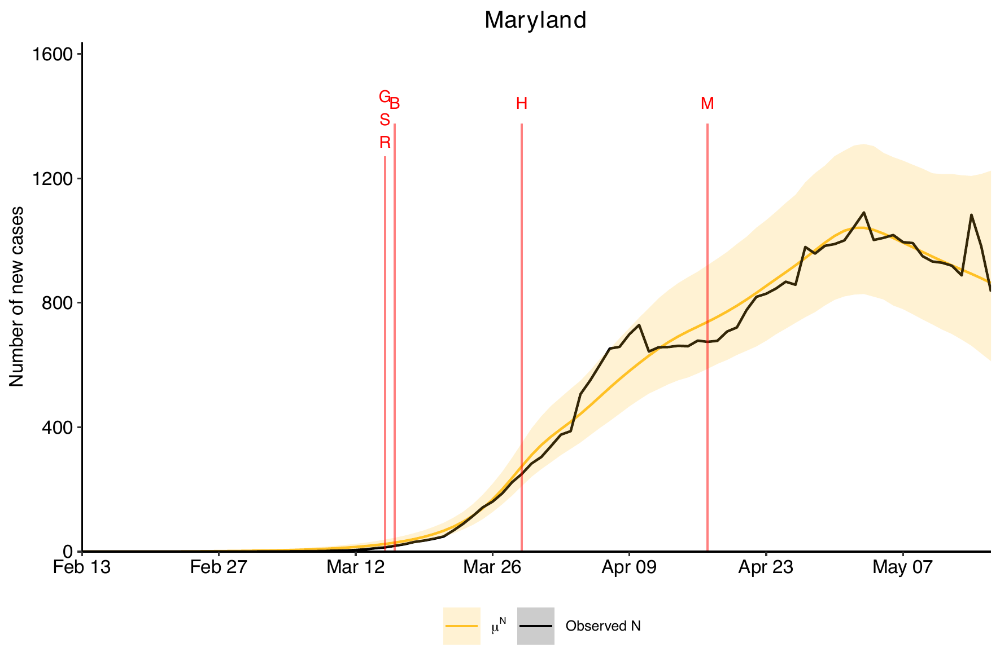 Maryland
1600
1200
800
400
0
Number of new cases
G
S
R
B
H
M
Feb 13 Feb 27 Mar 12 Mar 26 Apr 09 Apr 23 May 07
μᴺ Observed N